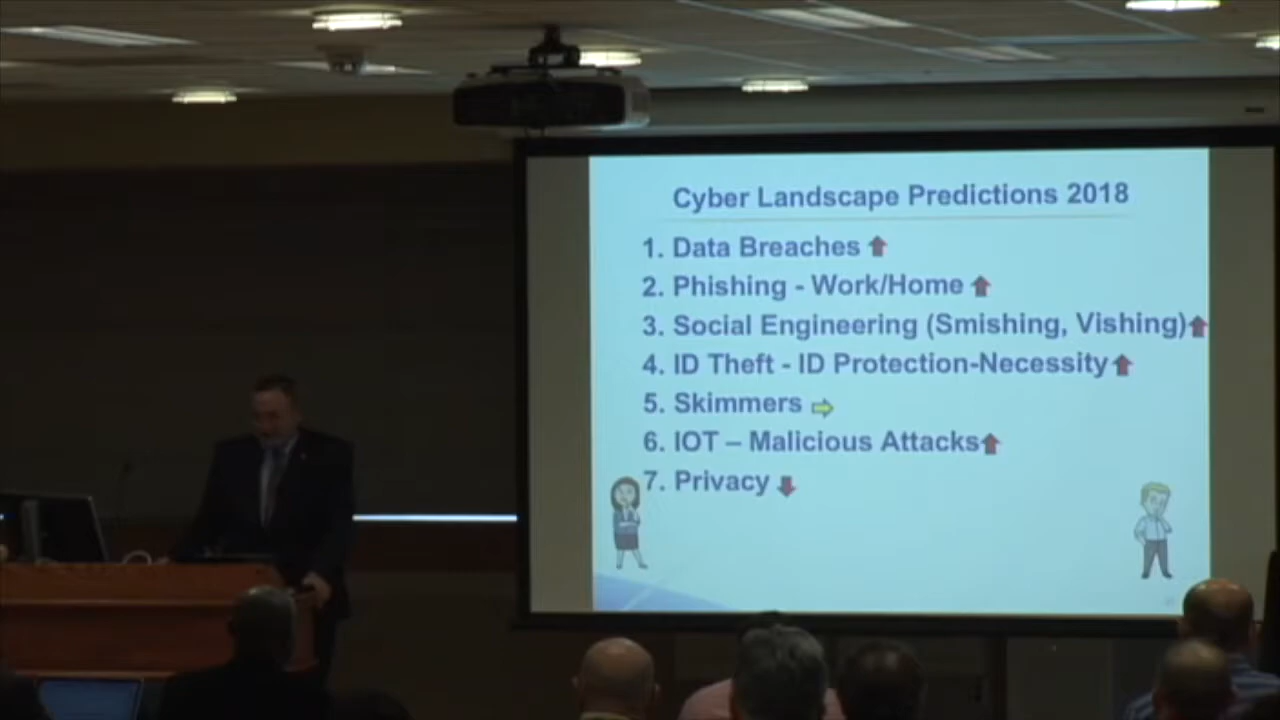 Cyber Landscape Predictions 2018
1. Data Breaches
2. Phishing - Work/Home
3. Social Engineering (Smishing, Vishing)
4. ID Theft - ID Protection-Necessity
5. Skimmers
6. IOT – Malicious Attacks
7. Privacy